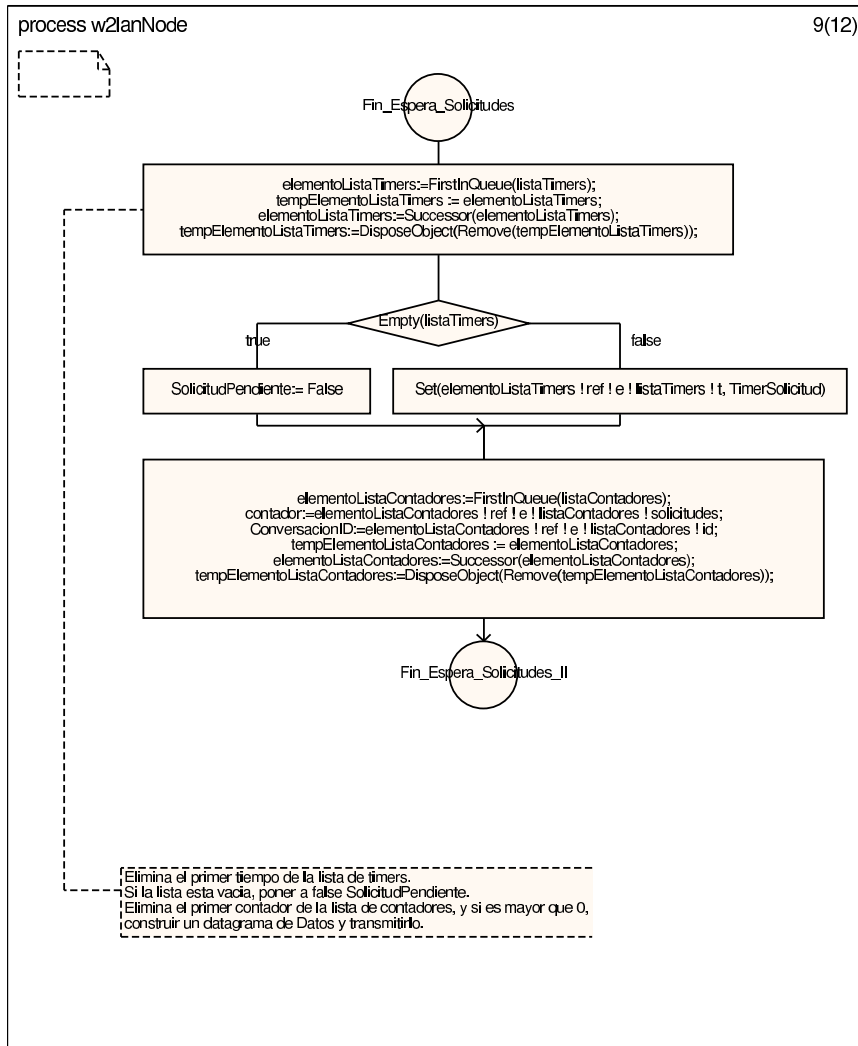 process w2lanNode
9(12)
Fin_Espera_Solicitudes
elementoListaTimers:=FirstInQueue(listaTimers);
tempElementoListaTimers := elementoListaTimers;
elementoListaTimers:=Successor(elementoListaTimers);
tempElementoListaTimers:=DisposeObject(Remove(tempElementoListaTimers));
Empty(listaTimers)
true
false
SolicitudPendiente:= False
Set(elementoListaTimers ! ref ! e ! listaTimers ! t, TimerSolicitud)
elementoListaContadores:=FirstInQueue(listaContadores);
contador:=elementoListaContadores ! ref ! e ! listaContadores ! solicitudes;
ConversacionID:=elementoListaContadores ! ref ! e ! listaContadores ! id;
tempElementoListaContadores := elementoListaContadores;
elementoListaContadores:=Successor(elementoListaContadores);
tempElementoListaContadores:=DisposeObject(Remove(tempElementoListaContadores));
Fin_Espera_Solicitudes_II
Elimina el primer tiempo de la lista de timers.
Si la lista esta vacia, poner a false SolicitudPendiente.
Elimina el primer contador de la lista de contadores, y si es mayor que 0,
construir un datagrama de Datos y transmitirlo.